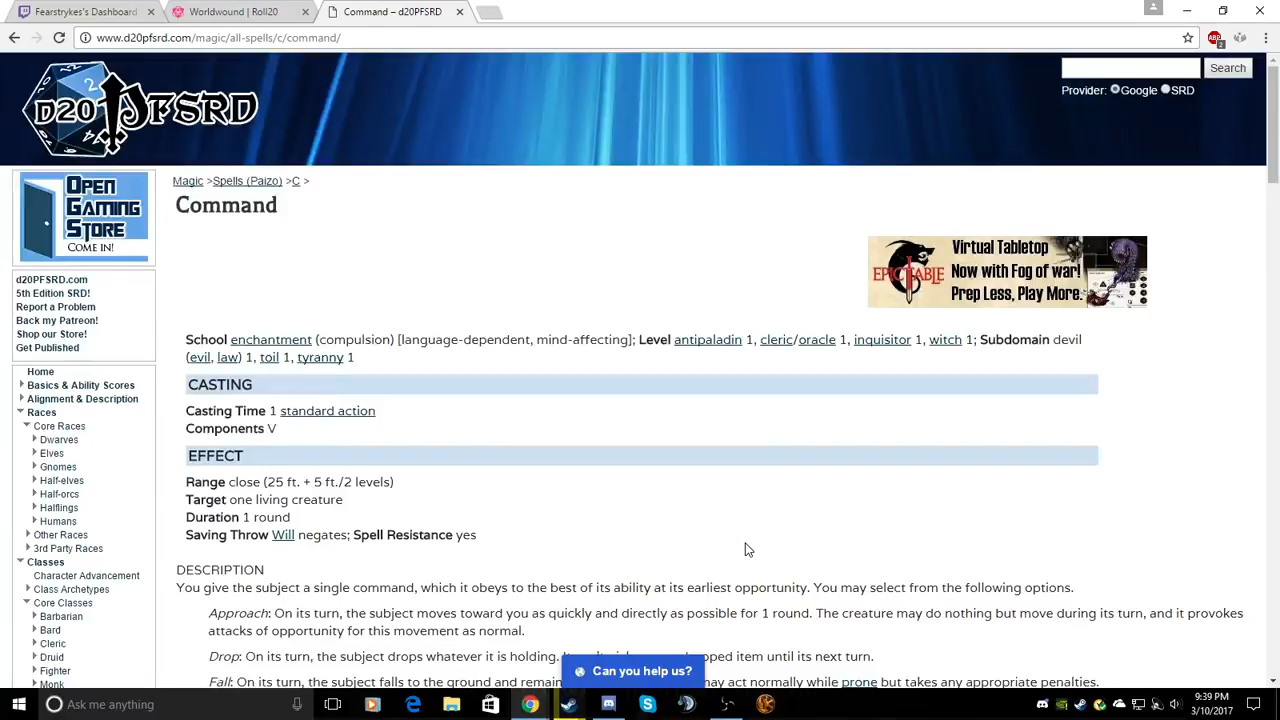 Fearstrykes's Dashboard
Worldwound | Roll20
Command – d20PFSRD
www.d20pfsrd.com/magic/all-spells/c/command/
ABP
2
D20 PFSRD
Search
Provider: Google SRD
OPEN
GAMING
STORE
COME IN!
Magic >Spells (Paizo) >C >
Command
EPICTABLE
Virtual Tabletop
Now with Fog of war!
Prep Less, Play More.
d20PFSRD.com
5th Edition SRD!
Report a Problem
Back my Patreon!
Shop our Store!
Get Published
School enchantment (compulsion) [language-dependent, mind-affecting]; Level antipaladin 1, cleric/oracle 1, inquisitor 1, witch 1; Subdomain devil
(evil, law) 1, toil 1, tyranny 1
CASTING
Casting Time 1 standard action
Components V
EFFECT
Range close (25 ft. + 5 ft./2 levels)
Target one living creature
Duration 1 round
Saving Throw Will negates; Spell Resistance yes
DESCRIPTION
You give the subject a single command, which it obeys to the best of its ability at its earliest opportunity. You may select from the following options.
Approach: On its turn, the subject moves toward you as quickly and directly as possible for 1 round. The creature may do nothing but move during its turn, and it provokes
attacks of opportunity for this movement as normal.
Drop: On its turn, the subject drops whatever it is holding. opped item until its next turn.
Fall: On its turn, the subject falls to the ground and remain may act normally while prone but takes any appropriate penalties.
Home
Basics & Ability Scores
Alignment & Description
Races
Core Races
Dwarves
Elves
Gnomes
Half-elves
Half-orcs
Halflings
Humans
Other Races
3rd Party Races
Classes
Character Advancement
Class Archetypes
Core Classes
Barbarian
Bard
Cleric
Druid
Fighter
Monk
Can you help us?
Ask me anything
9:39 PM
3/10/2017